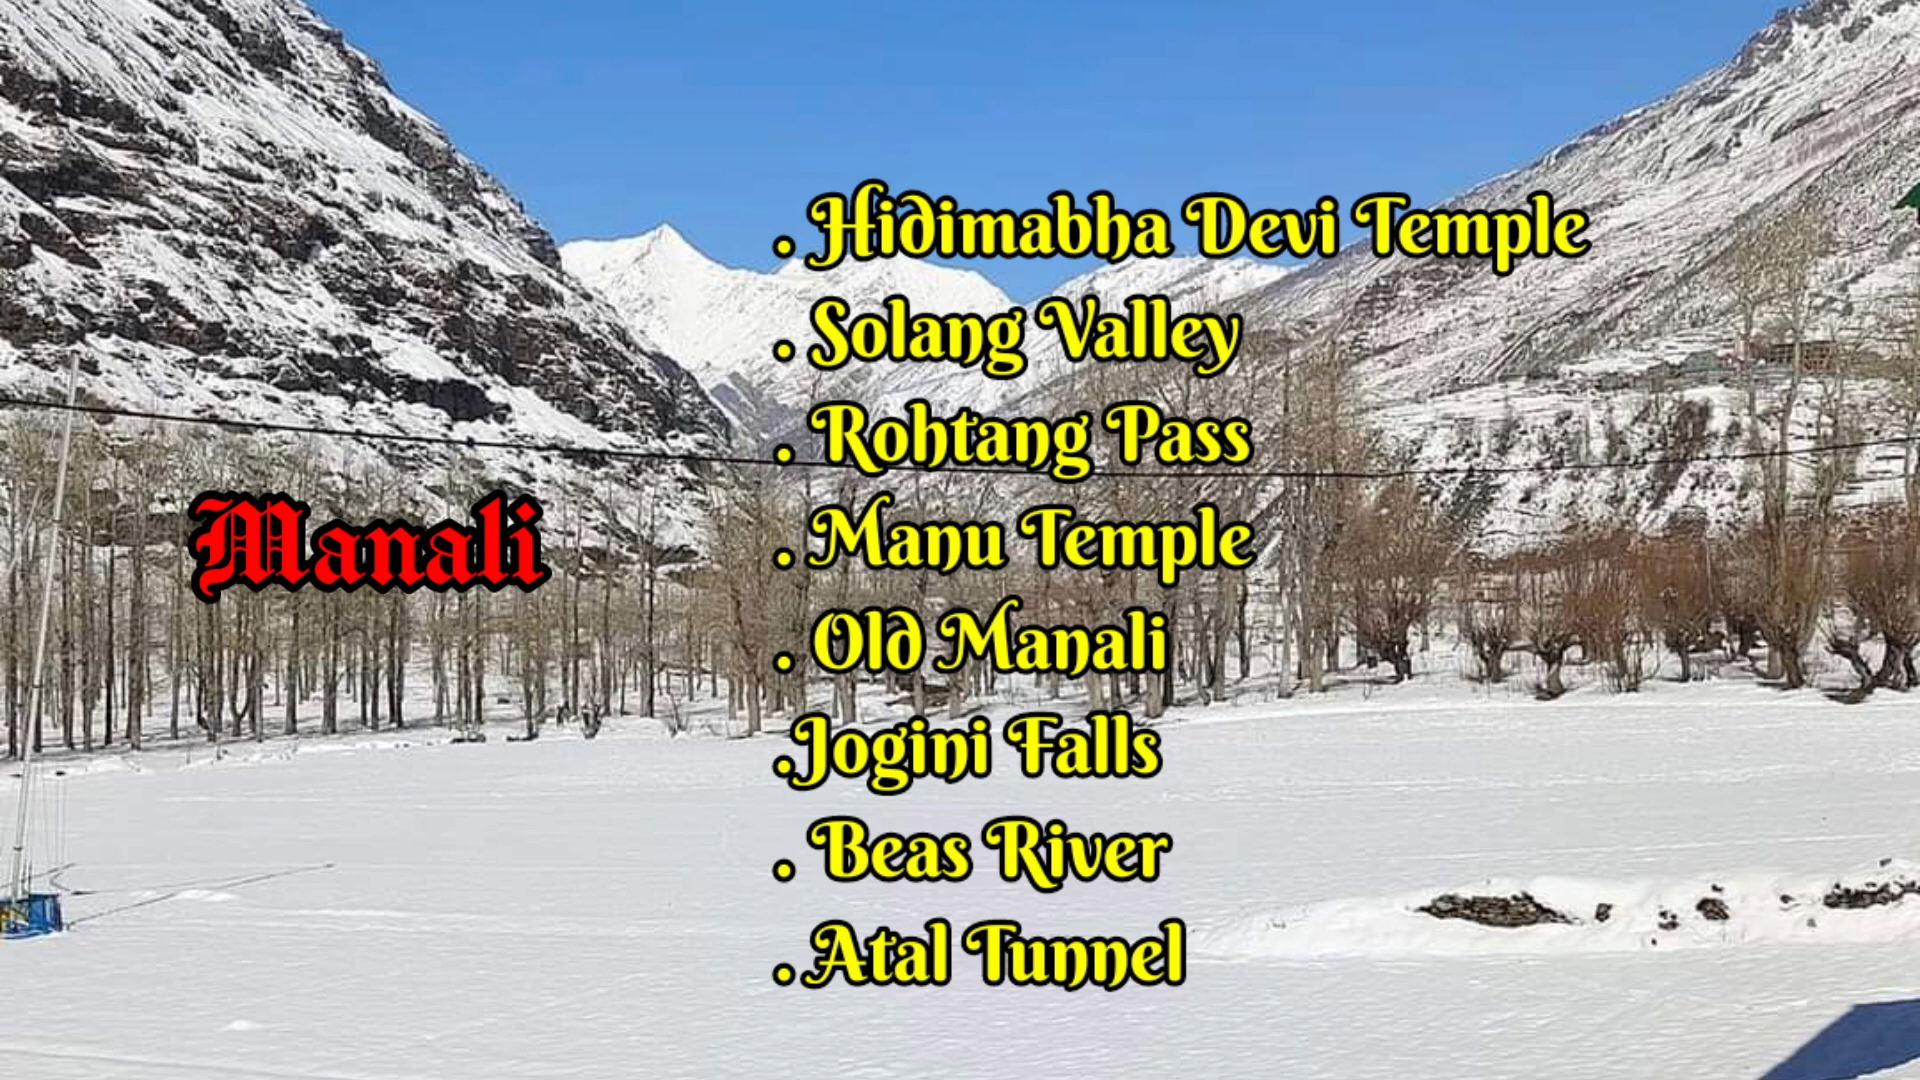 Manali
. Hidimabha Devi Temple
. Solang Valley
. Rohtang Pass
. Manu Temple
. Old Manali
.Jogini Falls
. Beas River
. Atal Tunnel